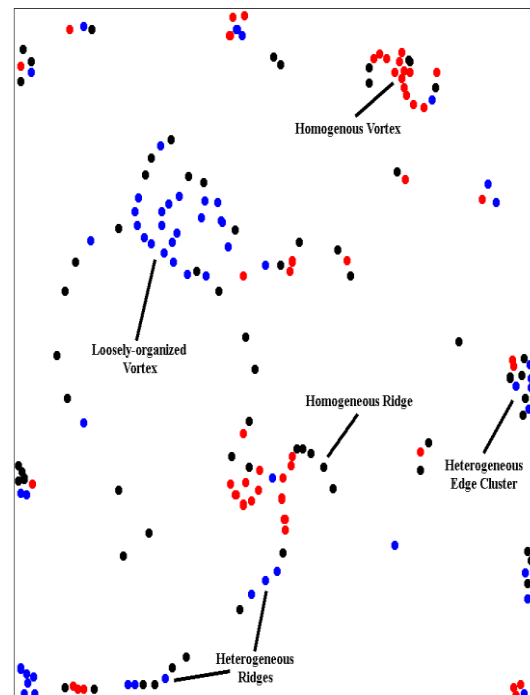 Homogenous Vortex
Loosely-organized
Vortex
Homogeneous Ridge
Heterogeneous
Edge Cluster
Heterogeneous
Ridges